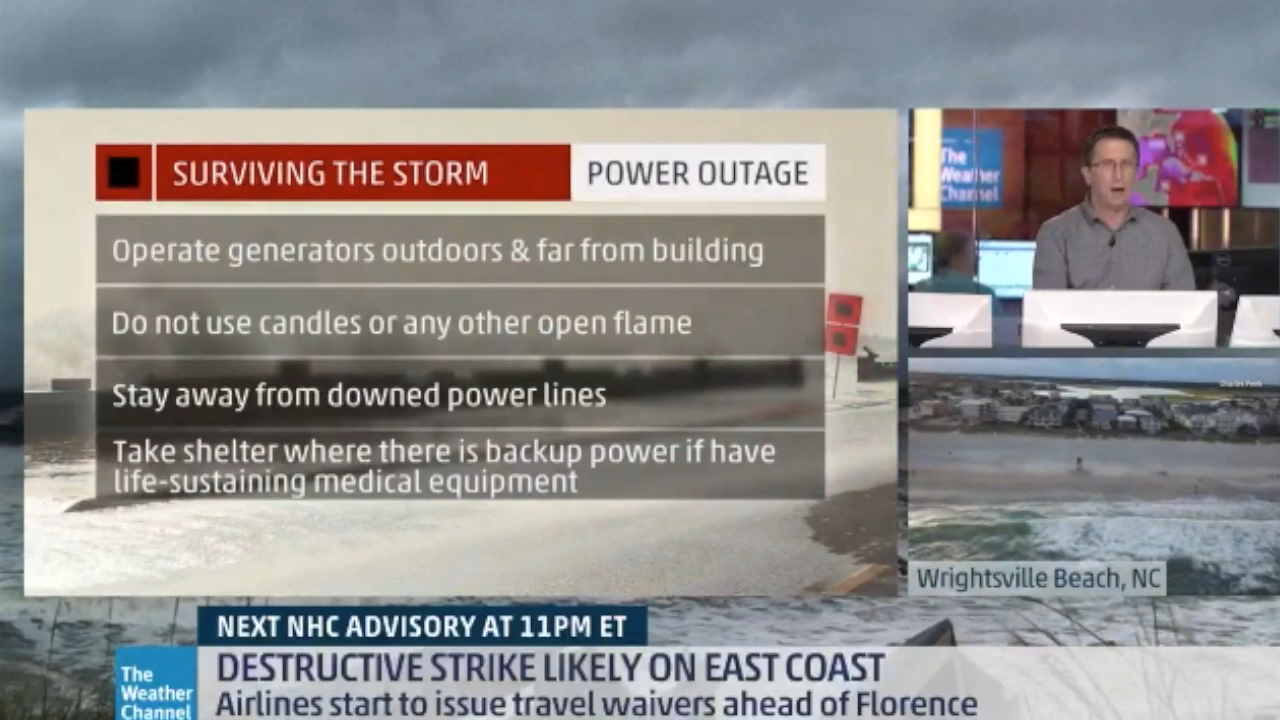 SURVIVING THE STORM
POWER OUTAGE
Operate generators outdoors & far from building
Do not use candles or any other open flame
Stay away from downed power lines
Take shelter where there is backup power if have
life-sustaining medical equipment
The
Weather
Channel
Wrightsville Beach, NC
NEXT NHC ADVISORY AT 11PM ET
The
Weather
Channel
DESTRUCTIVE STRIKE LIKELY ON EAST COAST
Airlines start to issue travel waivers ahead of Florence